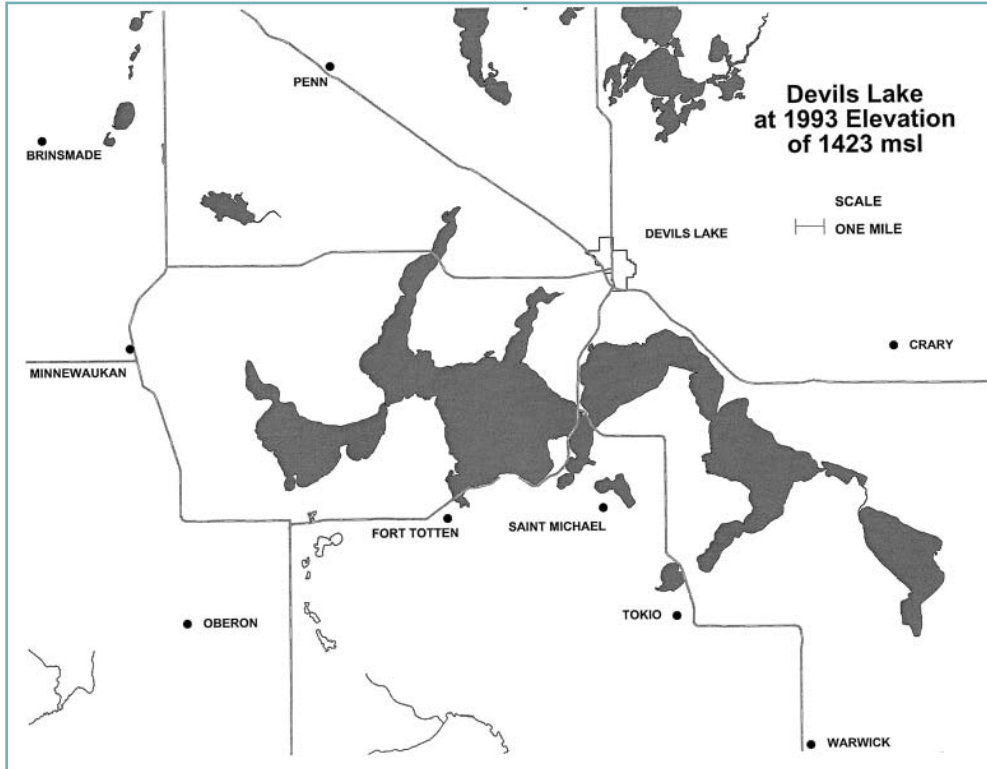 PENN
Devils Lake
at 1993 Elevation
of 1423 msl
BRINSMADE
SCALE
ONE MILE
DEVILS LAKE
CRARY
MINNEWAUKAN
FORT TOTTEN
SAINT MICHAEL
OBERON
TOKIO
WARWICK